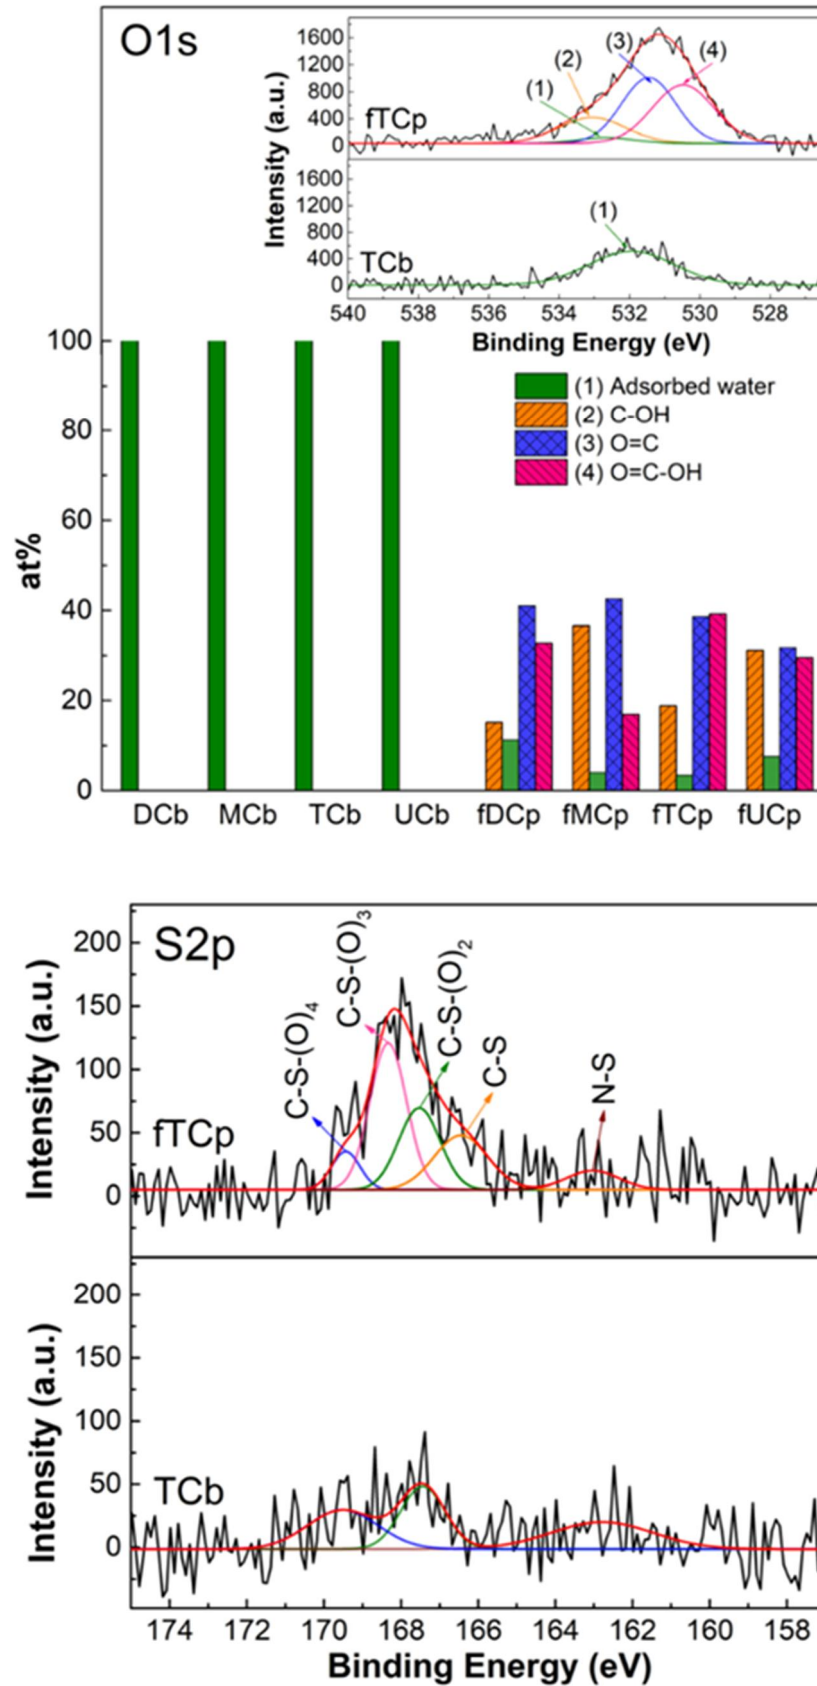 O1s
Intensity (a.u.)
1600
1200
800
400
0
fTCp
(1)
(2)
(3)
(4)
1600
1200
800
400
0
TCb
(1)
540 538 536 534 532 530 528
Binding Energy (eV)
at%
100
80
60
40
20
0
(1) Adsorbed water
(2) C-OH
(3) O=C
(4) O=C-OH
DCb MCb TCb UCb fDCp fMCp fTCp fUCp
S2p
Intensity (a.u.)
200
150
100
50
0
fTCp
C-S-(O)4
C-S-(O)3
C-S-(O)2
C-S
N-S
Intensity (a.u.)
200
150
100
50
0
TCb
174 172 170 168 166 164 162 160 158
Binding Energy (eV)